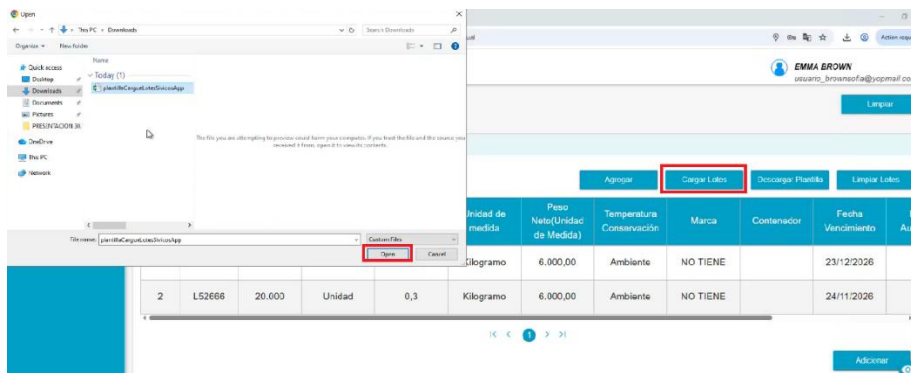 Open
This PC › Downloads
Search Downloads
Organize
New folder
Quick access
Desktop
Downloads
Documents
Pictures
OneDrive
This PC
Network
Name
Today (1)
plantillaCargueLotesSivicosApp
The file you are attempting to preview could harm your computer. If you trust the file and the source you
received it from, open it to view its contents.
File name:
plantillaCargueLotesSivicosApp
Custom Files
Open
Cancel
EMMA BROWN
usuario_brownsofia@yopmail.co
Limpiar
Agregar
Cargar Lotes
Descargar Plantilla
Limpiar Lotes
Unidad de medida
Peso Neto(Unidad de Medida)
Temperatura Conservación
Marca
Contenedor
Fecha Vencimiento
Au
Kilogramo
6.000,00
Ambiente
NO TIENE
23/12/2026
2
L52666
20.000
Unidad
0,3
Kilogramo
6.000,00
Ambiente
NO TIENE
24/11/2026
1
Adicionar